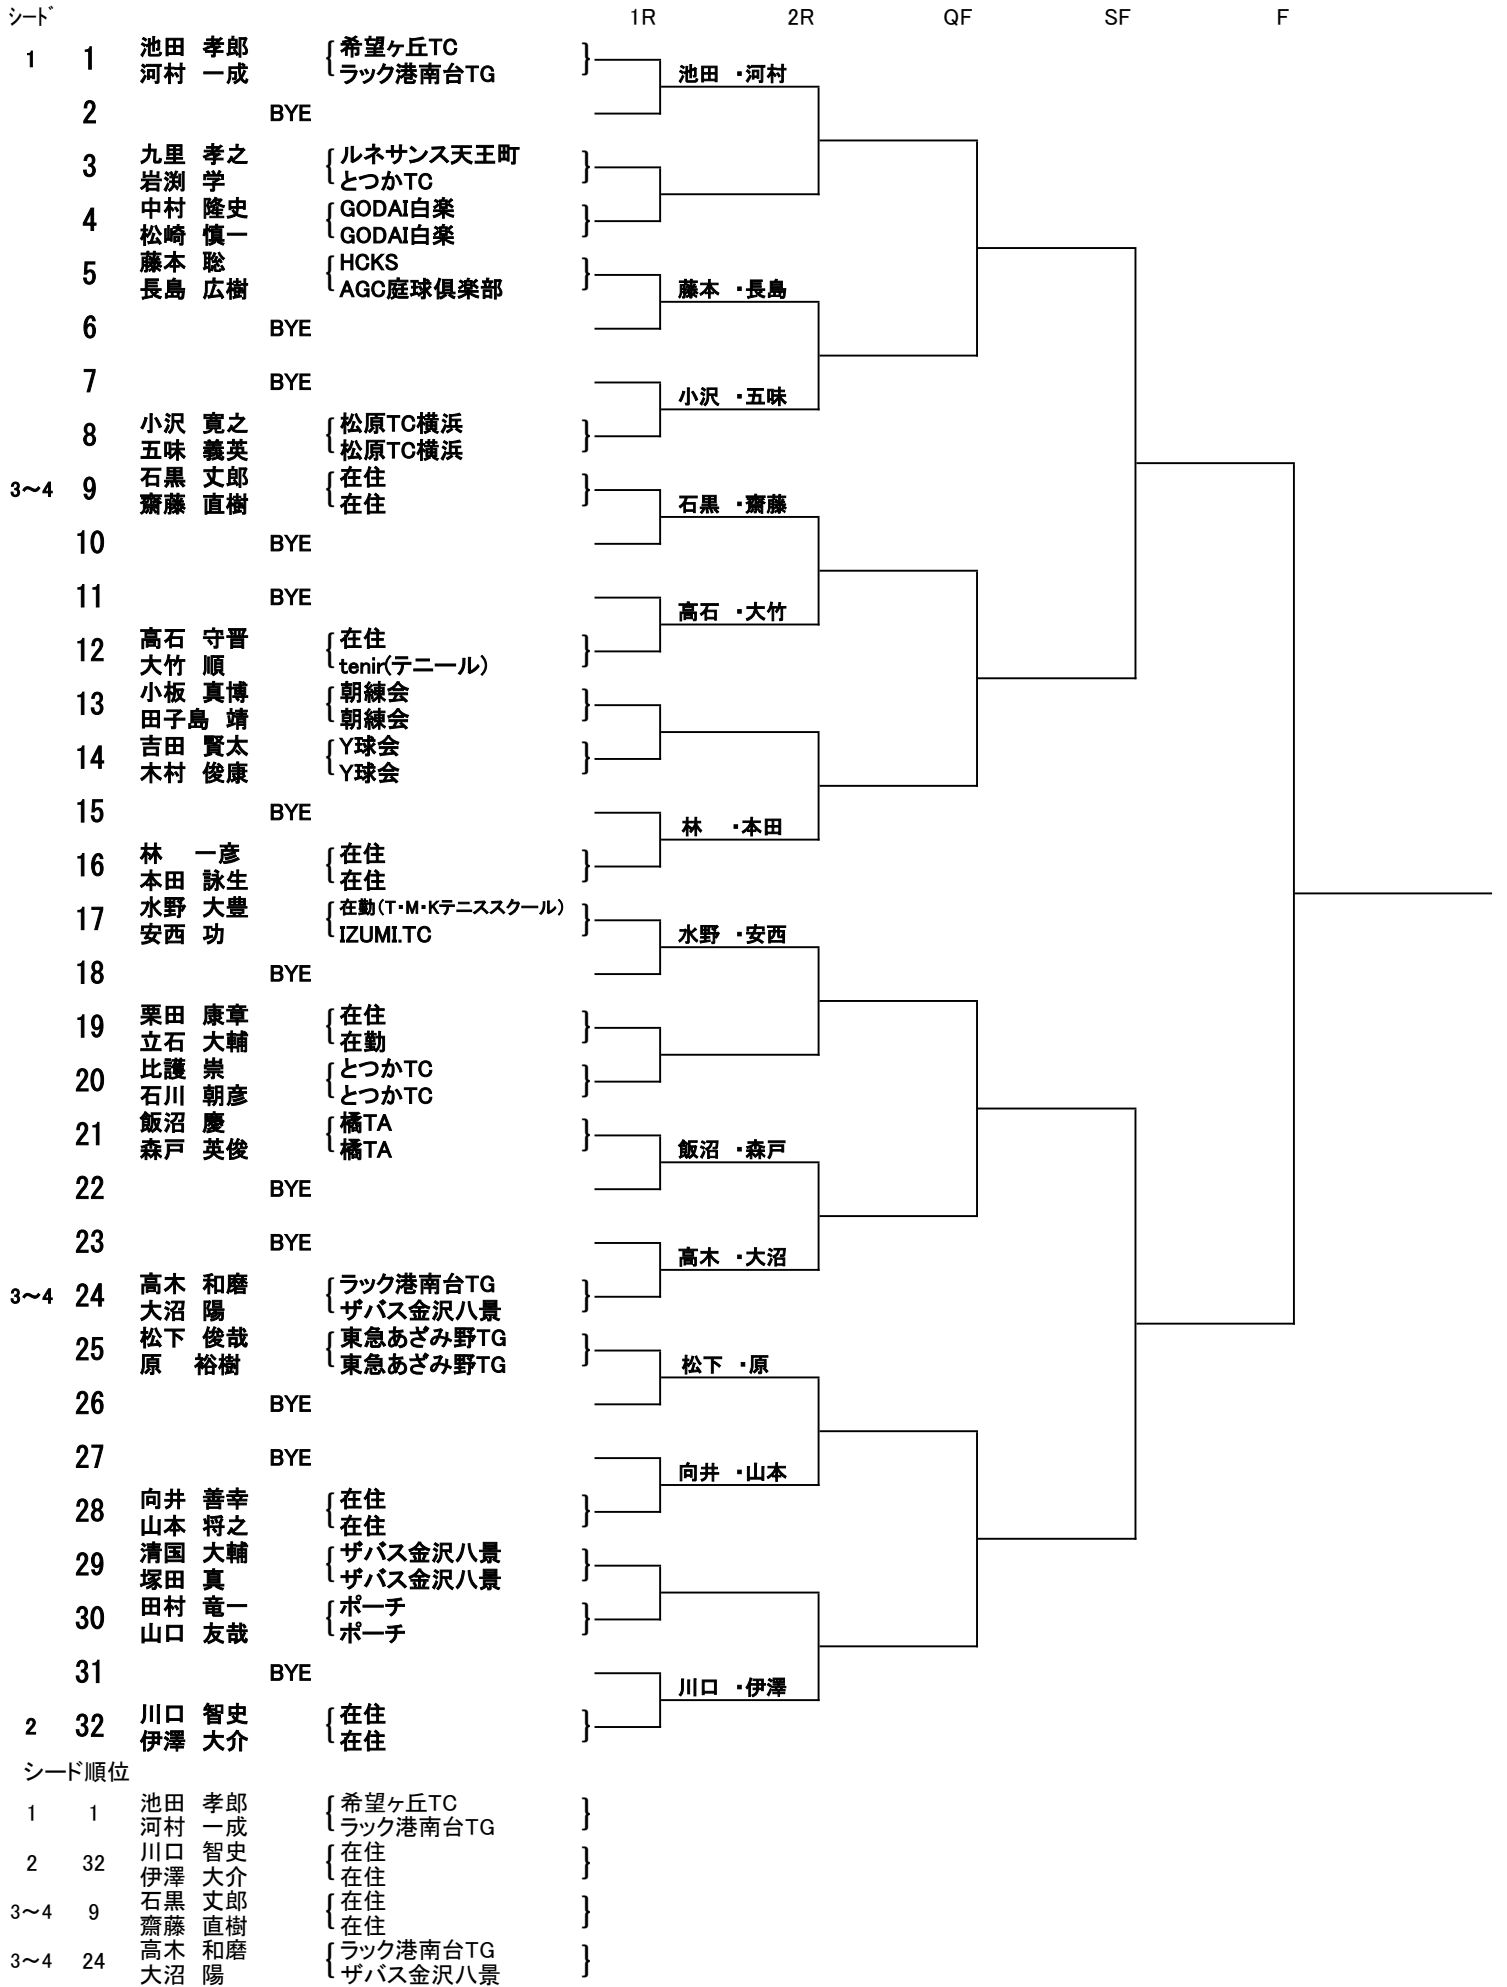 ｼｰﾄﾞ 1R 2R QF SF F
1 1 池田 孝郎 { 希望ヶ丘TC }
河村 一成 ラック港南台TG
池田 ・河村
2 BYE
3 九里 孝之 { ルネサンス天王町 }
岩渕 学 とつかTC
4 中村 隆史 { GODAI白楽 }
松崎 慎一 GODAI白楽
5 藤本 聡 { HCKS }
長島 広樹 AGC庭球倶楽部
藤本 ・長島
6 BYE
7 BYE
小沢 ・五味
8 小沢 寛之 { 松原TC横浜 }
五味 義英 松原TC横浜
3～4 9 石黒 丈郎 { 在住 }
齋藤 直樹 在住
石黒 ・齋藤
10 BYE
11 BYE
高石 ・大竹
12 高石 守晋 { 在住 }
大竹 順 tenir(テニール)
13 小板 真博 { 朝練会 }
田子島 靖 朝練会
14 吉田 賢太 { Y球会 }
木村 俊康 Y球会
15 BYE
林 ・本田
16 林 一彦 { 在住 }
本田 詠生 在住
17 水野 大豊 { 在勤（T・M・Kテニススクール） }
安西 功 IZUMI.TC
水野 ・安西
18 BYE
19 栗田 康章 { 在住 }
立石 大輔 在勤
20 比護 崇 { とつかTC }
石川 朝彦 とつかTC
21 飯沼 慶 { 橘TA }
森戸 英俊 橘TA
飯沼 ・森戸
22 BYE
23 BYE
高木 ・大沼
3～4 24 高木 和磨 { ラック港南台TG }
大沼 陽 ザバス金沢八景
25 松下 俊哉 { 東急あざみ野TG }
原 裕樹 東急あざみ野TG
松下 ・原
26 BYE
27 BYE
向井 ・山本
28 向井 善幸 { 在住 }
山本 将之 在住
29 清国 大輔 { ザバス金沢八景 }
塚田 真 ザバス金沢八景
30 田村 竜一 { ポーチ }
山口 友哉 ポーチ
31 BYE
川口 ・伊澤
2 32 川口 智史 { 在住 }
伊澤 大介 在住
シード順位
1 1 池田 孝郎 { 希望ヶ丘TC }
河村 一成 ラック港南台TG
2 32 川口 智史 { 在住 }
伊澤 大介 在住
3～4 9 石黒 丈郎 { 在住 }
齋藤 直樹 在住
3～4 24 高木 和磨 { ラック港南台TG }
大沼 陽 ザバス金沢八景